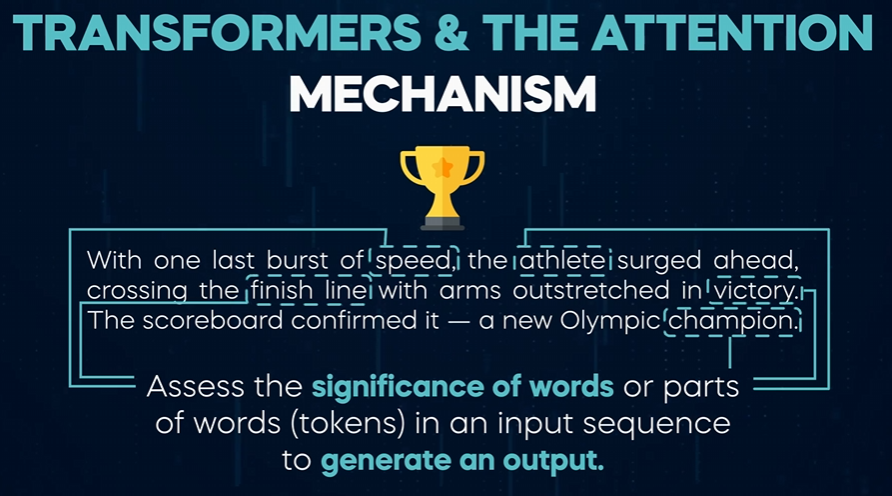 TRANSFORMERS & THE ATTENTION
MECHANISM
With one last burst of speed, the athlete surged ahead,
crossing the finish line with arms outstretched in victory.
The scoreboard confirmed it — a new Olympic champion.
Assess the significance of words or parts
of words (tokens) in an input sequence
to generate an output.